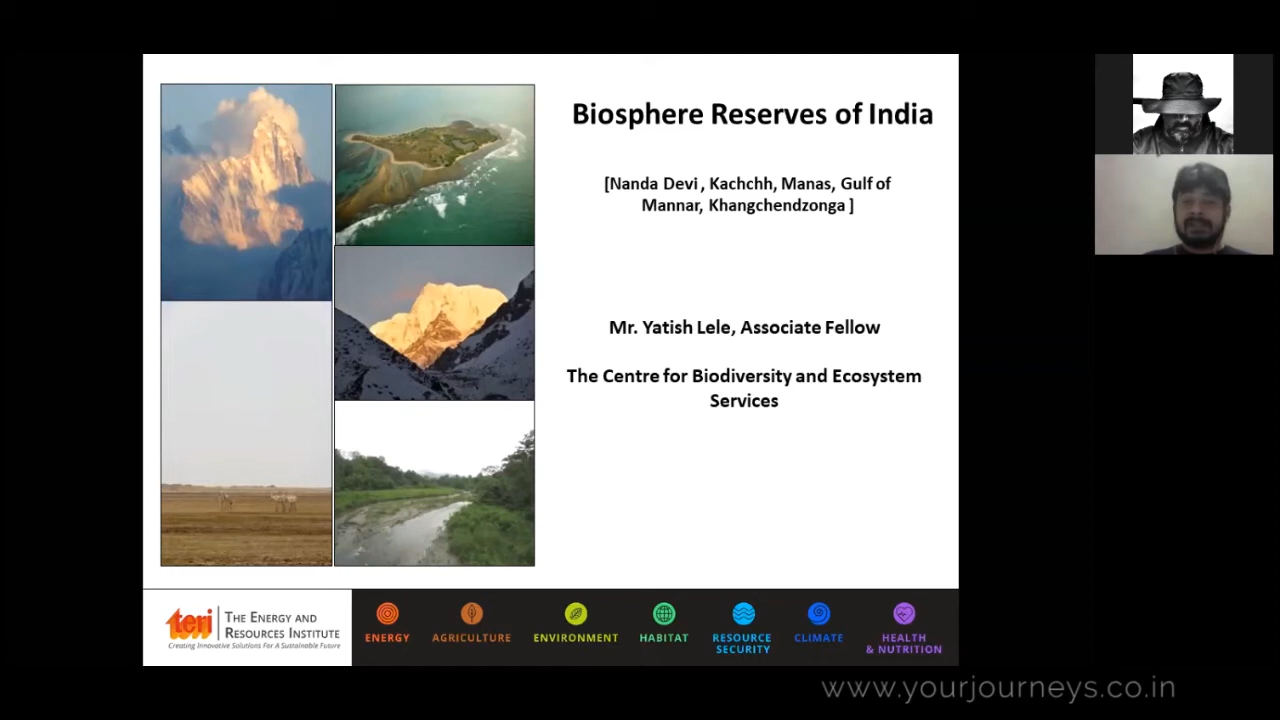 Biosphere Reserves of India
[Nanda Devi , Kachchh, Manas, Gulf of
Mannar, Khangchendzonga ]
Mr. Yatish Lele, Associate Fellow
The Centre for Biodiversity and Ecosystem
Services
teri
THE ENERGY AND
RESOURCES INSTITUTE
Creating Innovative Solutions For A Sustainable Future
ENERGY
AGRICULTURE
ENVIRONMENT
HABITAT
RESOURCE
SECURITY
CLIMATE
HEALTH
& NUTRITION
www.yourjourneys.co.in